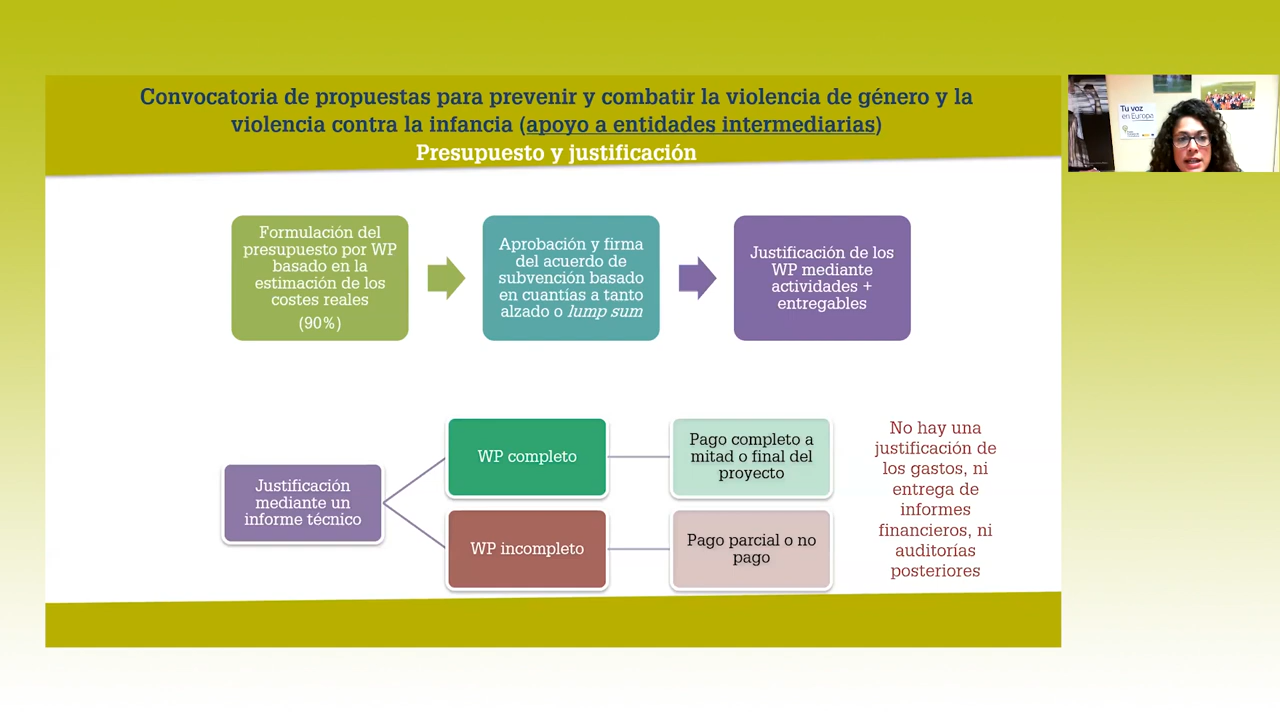 Convocatoria de propuestas para prevenir y combatir la violencia de género y la
violencia contra la infancia (apoyo a entidades intermediarias)
Presupuesto y justificación
Formulación del
presupuesto por WP
basado en la
estimación de los
costes reales
(90%)
Aprobación y firma
del acuerdo de
subvención basado
en cuantías a tanto
alzado o lump sum
Justificación de los
WP mediante
actividades +
entregables
Justificación
mediante un
informe técnico
WP completo
Pago completo a
mitad o final del
proyecto
WP incompleto
Pago parcial o no
pago
No hay una
justificación de
los gastos, ni
entrega de
informes
financieros, ni
auditorías
posteriores
Tu voz
en Europa